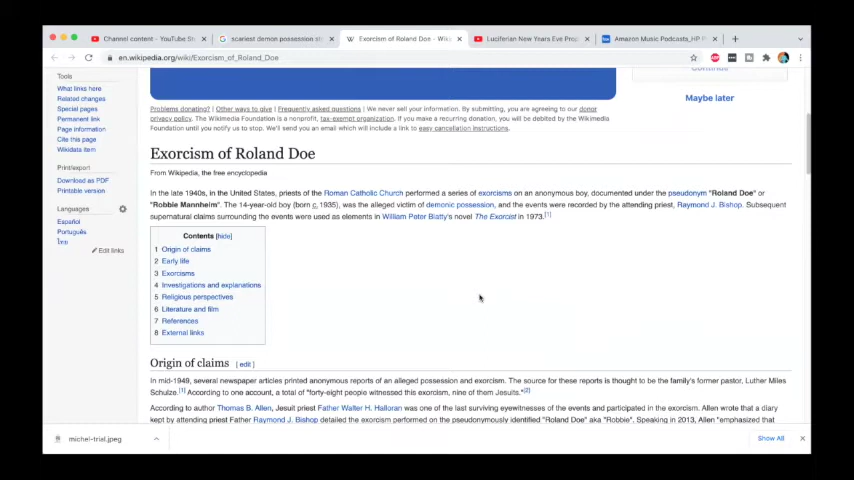 Channel content - YouTube St
scariest demon possession st
Exorcism of Roland Doe - Wiki
Luciferian New Years Eve Prop
Amazon Music Podcasts_HP P
en.wikipedia.org/wiki/Exorcism_of_Roland_Doe
Continue
Maybe later
Problems donating? | Other ways to give | Frequently asked questions | We never sell your information. By submitting, you are agreeing to our donor
privacy policy. The Wikimedia Foundation is a nonprofit, tax-exempt organization. If you make a recurring donation, you will be debited by the Wikimedia
Foundation until you notify us to stop. We'll send you an email which will include a link to easy cancellation instructions.
Tools
What links here
Related changes
Special pages
Permanent link
Page information
Cite this page
Wikidata item
Print/export
Download as PDF
Printable version
Languages
Español
Português
ไทย
Edit links
Exorcism of Roland Doe
From Wikipedia, the free encyclopedia
In the late 1940s, in the United States, priests of the Roman Catholic Church performed a series of exorcisms on an anonymous boy, documented under the pseudonym "Roland Doe" or
"Robbie Mannheim". The 14-year-old boy (born c. 1935), was the alleged victim of demonic possession, and the events were recorded by the attending priest, Raymond J. Bishop. Subsequent
supernatural claims surrounding the events were used as elements in William Peter Blatty's novel The Exorcist in 1973.[1]
Contents [hide]
1 Origin of claims
2 Early life
3 Exorcisms
4 Investigations and explanations
5 Religious perspectives
6 Literature and film
7 References
8 External links
Origin of claims [ edit ]
In mid-1949, several newspaper articles printed anonymous reports of an alleged possession and exorcism. The source for these reports is thought to be the family's former pastor, Luther Miles
Schulze.[1] According to one account, a total of "forty-eight people witnessed this exorcism, nine of them Jesuits."[2]
According to author Thomas B. Allen, Jesuit priest Father Walter H. Halloran was one of the last surviving eyewitnesses of the events and participated in the exorcism. Allen wrote that a diary
kept by attending priest Father Raymond J. Bishop detailed the exorcism performed on the pseudonymously identified "Roland Doe" aka "Robbie". Speaking in 2013, Allen "emphasized that
michel-trial.jpeg
Show All